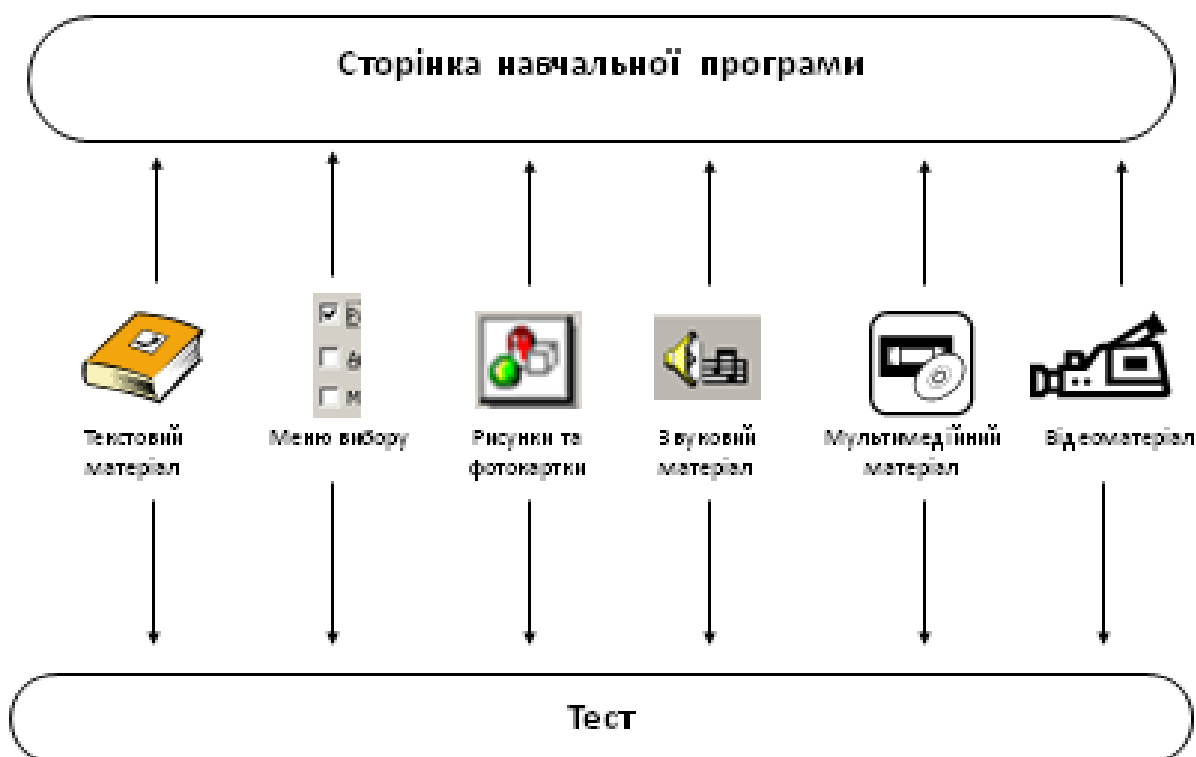 Сторінка навчальної програми
Текстовий
матеріал
Меню вибору
Рисунки та
фотокартки
Звуковий
матеріал
Мультимедійний
матеріал
Відеоматеріал
Тест